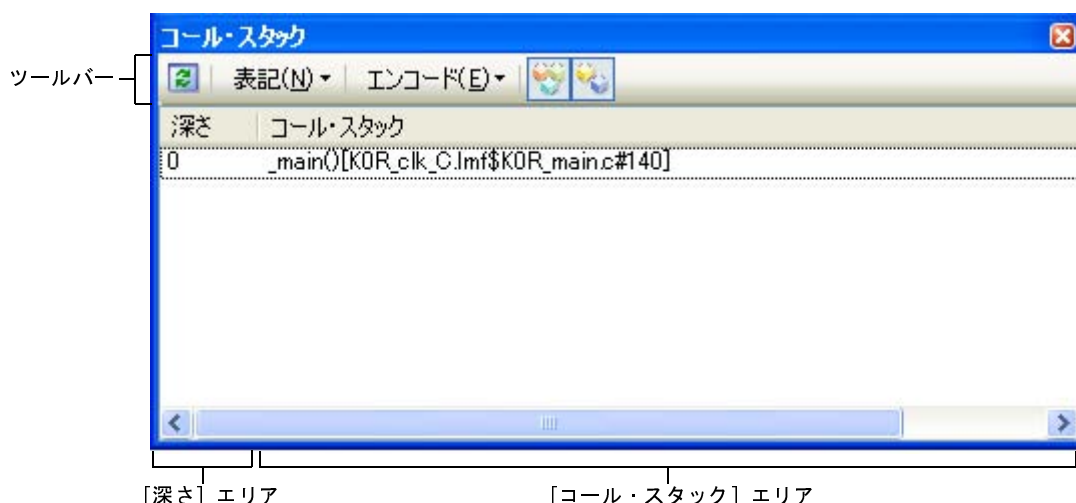 コール・スタック
ツールバー
表記(N) エンコード(E)
深さ コール・スタック
0 _main()[K0R_clk_C.lmf$K0R_main.c#140]
[深さ] エリア [コール・スタック] エリア